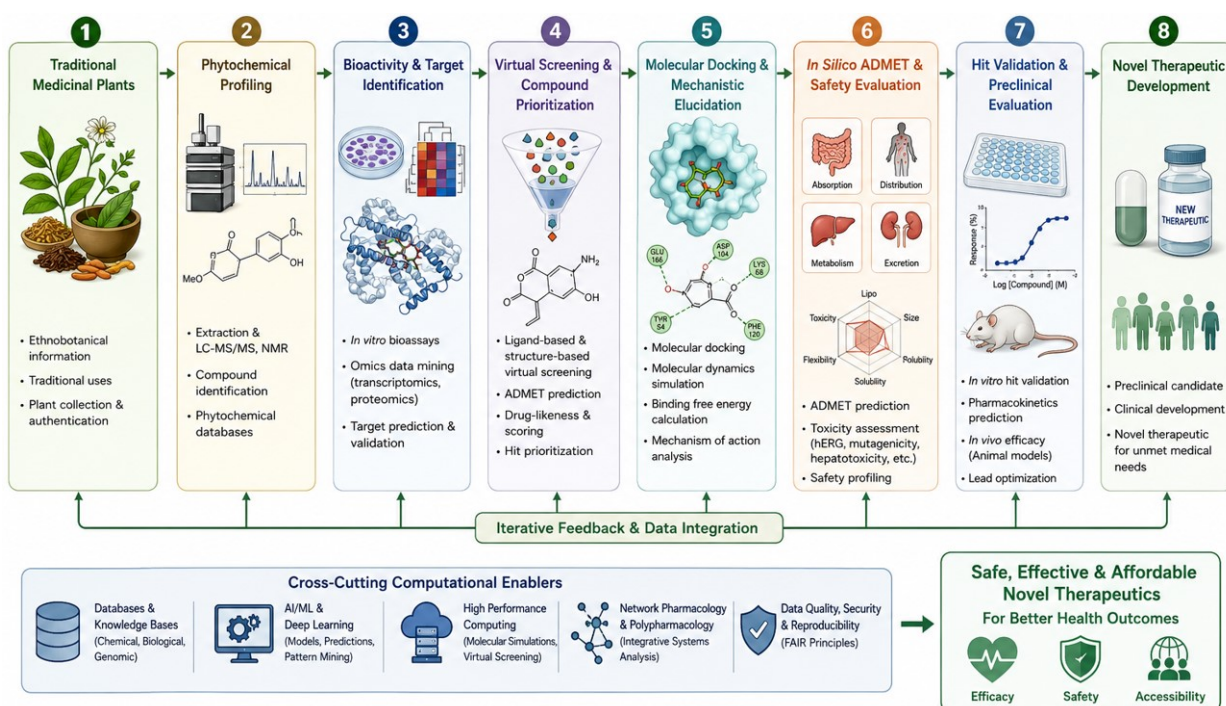 1
Traditional
Medicinal Plants
• Ethnobotanical
information
• Traditional uses
• Plant collection &
authentication
2
Phytochemical
Profiling
MeO
O
OH
• Extraction &
LC-MS/MS, NMR
• Compound
identification
• Phytochemical
databases
3
Bioactivity & Target
Identification
• In vitro bioassays
• Omics data mining
(transcriptomics,
proteomics)
• Target prediction &
validation
4
Virtual Screening &
Compound
Prioritization
O
NH₂
O
O
OH
• Ligand-based &
structure-based
virtual screening
• ADMET prediction
• Drug-likeness &
scoring
• Hit prioritization
5
Molecular Docking &
Mechanistic
Elucidation
GLU
166
ASP
104
LYS
TYR
54
PHE
120
O
O
O
O
• Molecular docking
• Molecular dynamics
simulation
• Binding free energy
calculation
• Mechanism of action
analysis
6
In Silico ADMET &
Safety Evaluation
Absorption
Distribution
Metabolism
Excretion
Lipo
Toxicity
Size
Flexibility
Polubility
Solubility
• ADMET prediction
• Toxicity assessment
(hERG, mutagenicity,
hepatotoxicity, etc.)
• Safety profiling
7
Hit Validation &
Preclinical
Evaluation
Response (%)
Log [Compound] (M)
• In vitro hit validation
• Pharmacokinetics
prediction
• In vivo efficacy
(Animal models)
• Lead optimization
8
Novel Therapeutic
Development
NEW
THERAPEUTIC
• Preclinical candidate
• Clinical development
• Novel therapeutic
for unmet medical
needs
Iterative Feedback & Data Integration
Cross-Cutting Computational Enablers
Databases &
Knowledge Bases
(Chemical, Biological,
Genomic)
AI/ML &
Deep Learning
(Models, Predictions,
Pattern Mining)
High Performance
Computing
(Molecular Simulations,
Virtual Screening)
Network Pharmacology
& Polypharmacology
(Integrative Systems
Analysis)
Data Quality, Security
& Reproducibility
(FAIR Principles)
Safe, Effective & Affordable
Novel Therapeutics
For Better Health Outcomes
Efficacy
Safety
Accessibility